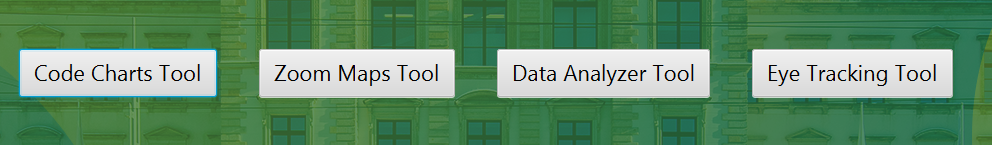 Code Charts Tool
Zoom Maps Tool
Data Analyzer Tool
Eye Tracking Tool